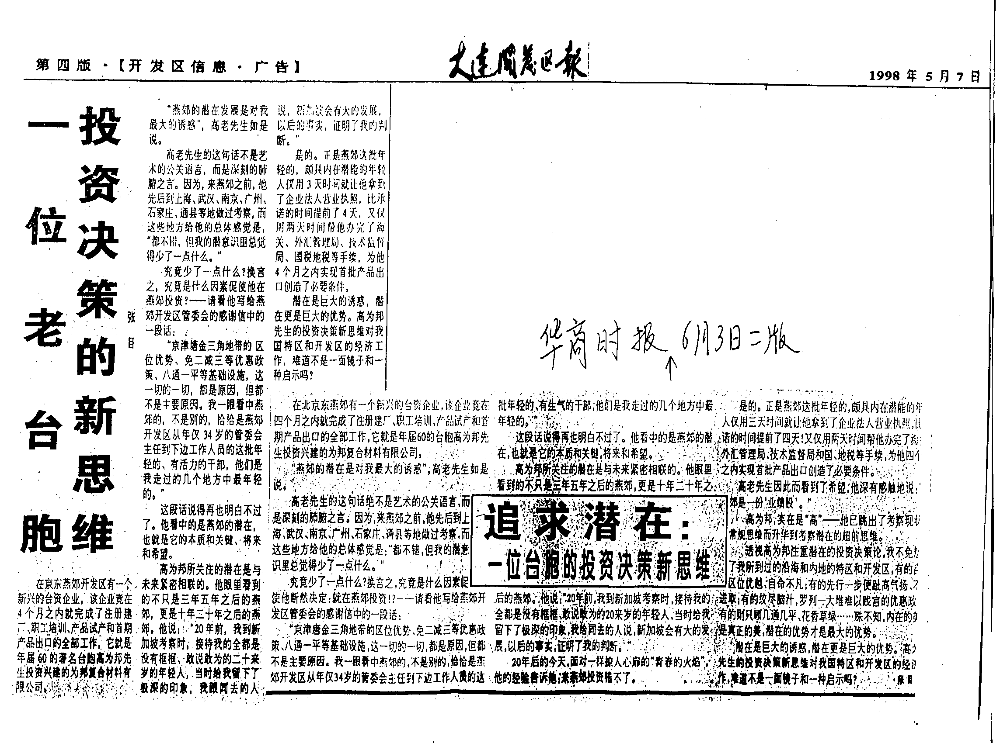 第四版·【开发区信息·广告】
大连开发区报
1998年5月7日
一位老台胞
投资决策的新思维
张目
在京东燕郊开发区有一个
新兴的台资企业，该企业竟在
4个月之内就完成了注册建
厂、职工培训、产品试产和首期
产品出口的全部工作，它就是
年届60的著名台胞高为邦先
生投资兴建的为邦复合材料有
限公司。
“燕郊的潜在发展是对我
最大的诱惑”，高老先生如是
说。
高老先生的这句话不是艺
术的公关语言，而是深刻的肺
腑之言。因为，来燕郊之前，他
先后到上海、武汉、南京、广州、
石家庄、通县等地做过考察，而
这些地方给他的总体感觉是，
“都不错，但我的潜意识里总觉
得少了一点什么。”
究竟少了一点什么？换言
之，究竟是什么因素促使他在
燕郊投资？——请看他写给燕
郊开发区管委会的感谢信中的
一段话：
“京津塘金三角地带的区
位优势、免二减三等优惠政
策、八通一平等基础设施，这
一切的一切，都是原因，但都
不是主要原因。我一眼看中燕
郊的，不是别的，恰恰是燕郊
开发区从年仅34岁的管委会
主任到下边工作人员的这批年
轻的、有活力的干部，他们是
我走过的几个地方中最年轻
的。”
这段话说得再也明白不过
了。他看中的是燕郊的潜在，
也就是它的本质和关键、将来
和希望。
高为邦所关注的潜在是与
未来紧密相联的。他眼里看到
的不只是三年五年之后的燕
郊，更是十年二十年之后的燕
郊。他说：“20年前，我到新
加坡考察时，接待我的全都是
没有框框、敢说敢为的二十来
岁的年轻人，当时给我留下了
极深的印象，我跟同去的人
说，新加坡会有大的发展，
以后的事实，证明了我的判
断。”
是的。正是燕郊这批年
轻的，颇具内在潜能的年轻
人仅用3天时间就让他拿到
了企业法人营业执照，比承
诺的时间提前了4天，又仅
用两天时间帮他办完了海
关、外汇管理局、技术监督
局、国税地税等手续，为他
4个月之内实现首批产品出
口创造了必要条件。
潜在是巨大的诱惑，潜
在更是巨大的优势。高为邦
先生的投资决策新思维对我
国特区和开发区的经济工
作，难道不是一面镜子和一
种启示吗？
华商时报 6月3日二版
↑
追求潜在：
一位台胞的投资决策新思维
在北京东燕郊有一个新兴的台资企业，该企业竟在
四个月之内就完成了注册建厂、职工培训、产品试产和首
期产品出口的全部工作，它就是年届60的台胞高为邦先
生投资兴建的为邦复合材料有限公司。
“燕郊的潜在是对我最大的诱惑”，高老先生如是
说。
高老先生的这句话绝不是艺术的公关语言，而
是深刻的肺腑之言。因为，来燕郊之前，他先后到上
海、武汉、南京、广州、石家庄、通县等地做过考察，而
这些地方给他的总体感觉是：“都不错，但我的潜意
识里总觉得少了一点什么。”
究竟少了一点什么？换言之，究竟是什么因素促
使他断然决定：就在燕郊投资！？——请看他写给燕郊开
发区管委会的感谢信中的一段话：
“京津唐金三角地带的区位优势、免二减三等优惠政
策、八通一平等基础设施，这一切的一切，都是原因，但都
不是主要原因。我一眼看中燕郊的，不是别的，恰恰是燕
郊开发区从年仅34岁的管委会主任到下边工作人员的这
批年轻的、有生气的干部；他们是我走过的几个地方中最
年轻的。”
这段话说得再也明白不过了。他看中的是燕郊的潜
在，也就是它的本质和关键，将来和希望。
高为邦所关注的潜在是与未来紧密相联的。他眼里
看到的不只是三年五年之后的燕郊，更是十年二十年之
后的燕郊。他说：“20年前，我到新加坡考察时，接待我的
全都是没有框框、敢说敢为的20来岁的年轻人，当时给我
留下了极深的印象，我给同去的人说，新加坡会有大的发
展，以后的事实，证明了我的判断。”
20年后的今天，面对一样撩人心扉的“青春的火焰”，
他的经验告诉他：来燕郊投资错不了。
是的。正是燕郊这批年轻的，颇具内在潜能的年
人仅用三天时间就让他拿到了企业法人营业执照，比
诺的时间提前了四天！又仅用两天时间帮他办完了海
外汇管理局、技术监督局和国、地税等手续，为他四个
之内实现首批产品出口创造了必要条件。
高老先生因此而看到了希望，他深有感触地说：
郊是一份‘业绩股’。”
高为邦，实在是“高”——他已跳出了考察现状
常规思维而升华到考察潜在的超前思维。
透视高为邦注重潜在的投资决策论，我不免想
了我所到过的沿海和内地的特区和开发区，有的自
区位优越，自命不凡；有的先行一步便趾高气扬、不
进取；有的绞尽脑汁，罗列一大堆难以践言的优惠政
有的则只顾几通几平、花香草绿……殊不知，内在的美
是真正的美，潜在的优势才是最大的优势。
潜在是巨大的诱惑，潜在更是巨大的优势。高为
先生的投资决策新思维对我国特区和开发区的经济
作，难道不是一面镜子和一种启示吗？
张目